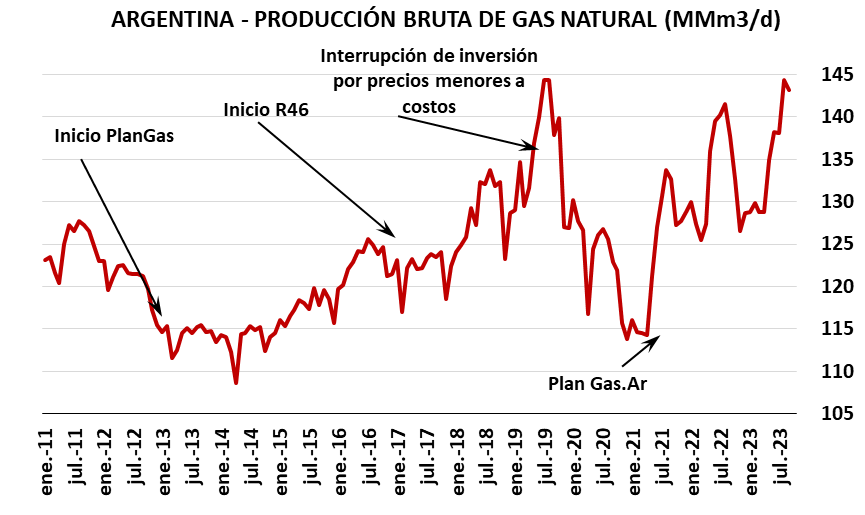 ARGENTINA - PRODUCCIÓN BRUTA DE GAS NATURAL (MMm3/d)
Interrupción de inversión
por precios menores a
costos
Inicio R46
Inicio PlanGas
Plan Gas.Ar
145
140
135
130
125
120
115
110
105
ene.-11
jul.-11
ene.-12
jul.-12
ene.-13
jul.-13
ene.-14
jul.-14
ene.-15
jul.-15
ene.-16
jul.-16
ene.-17
jul.-17
ene.-18
jul.-18
ene.-19
jul.-19
ene.-20
jul.-20
ene.-21
jul.-21
ene.-22
jul.-22
ene.-23
jul.-23